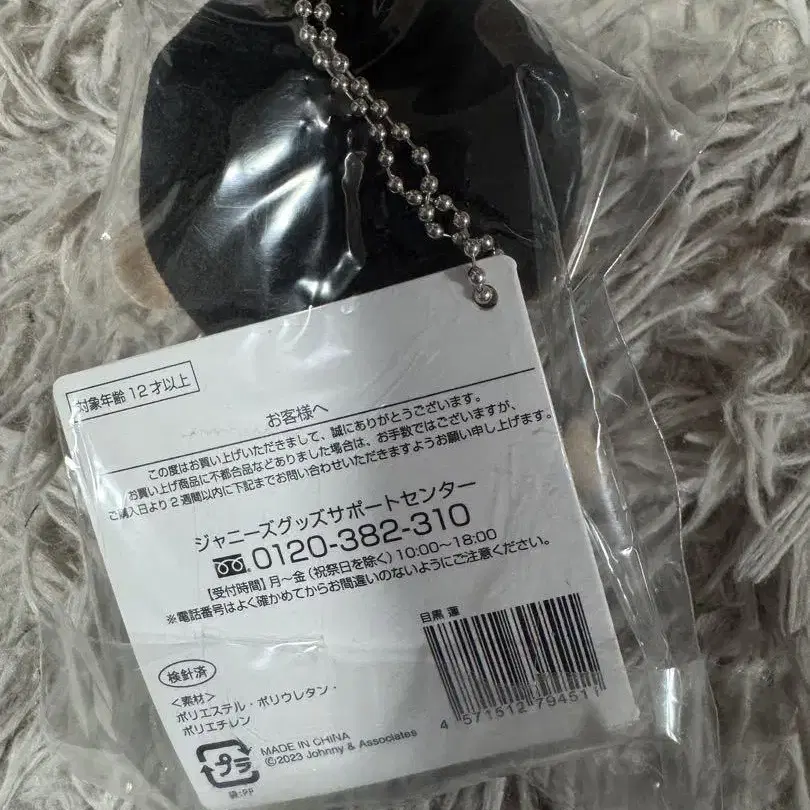 対象年齢12才以上
お客様へ
この度はお買い上げいただきまして、誠にありがとうございます。
お買い上げ商品に不都合品などありました場合は、お手数ではございますが、
ご購入日より2週間以内に下記までお問い合わせいただきますようお願い申し上げます。
ジャニーズグッズサポートセンター
0120-382-310
【受付時間】月〜金(祝祭日を除く)10:00〜18:00
※電話番号はよく確かめてからお間違いのないようにご注意ください。
目黒 蓮
4 571512 794511
検針済
<素材>
ポリエステル・ポリウレタン・
ポリエチレン
MADE IN CHINA
©2023 Johnny & Associates
プラ
袋:PP